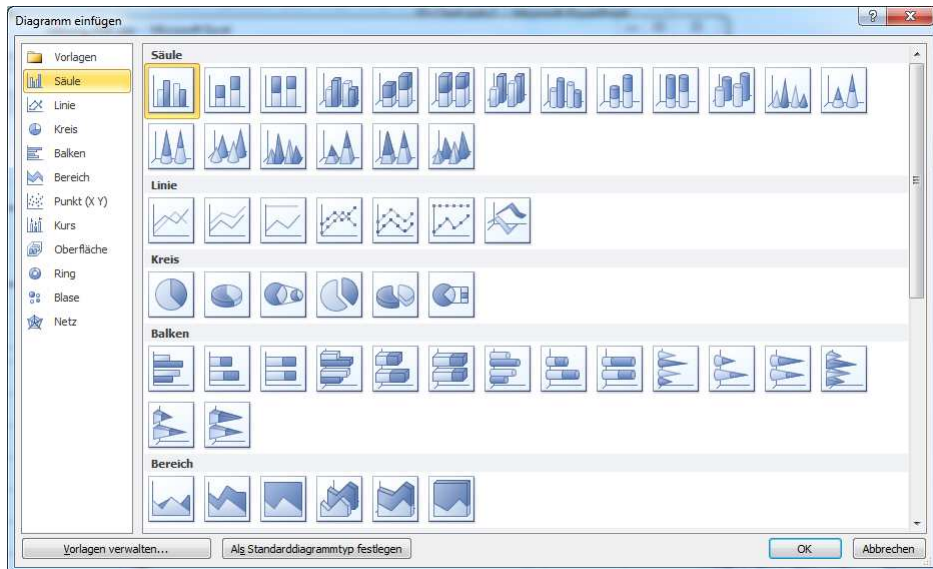 Diagramm einfügen
Vorlagen
Säule
Linie
Kreis
Balken
Bereich
Punkt (X Y)
Kurs
Oberfläche
Ring
Blase
Netz
Säule
Linie
Kreis
Balken
Bereich
Vorlagen verwalten...
Als Standarddiagrammtyp festlegen
OK
Abbrechen